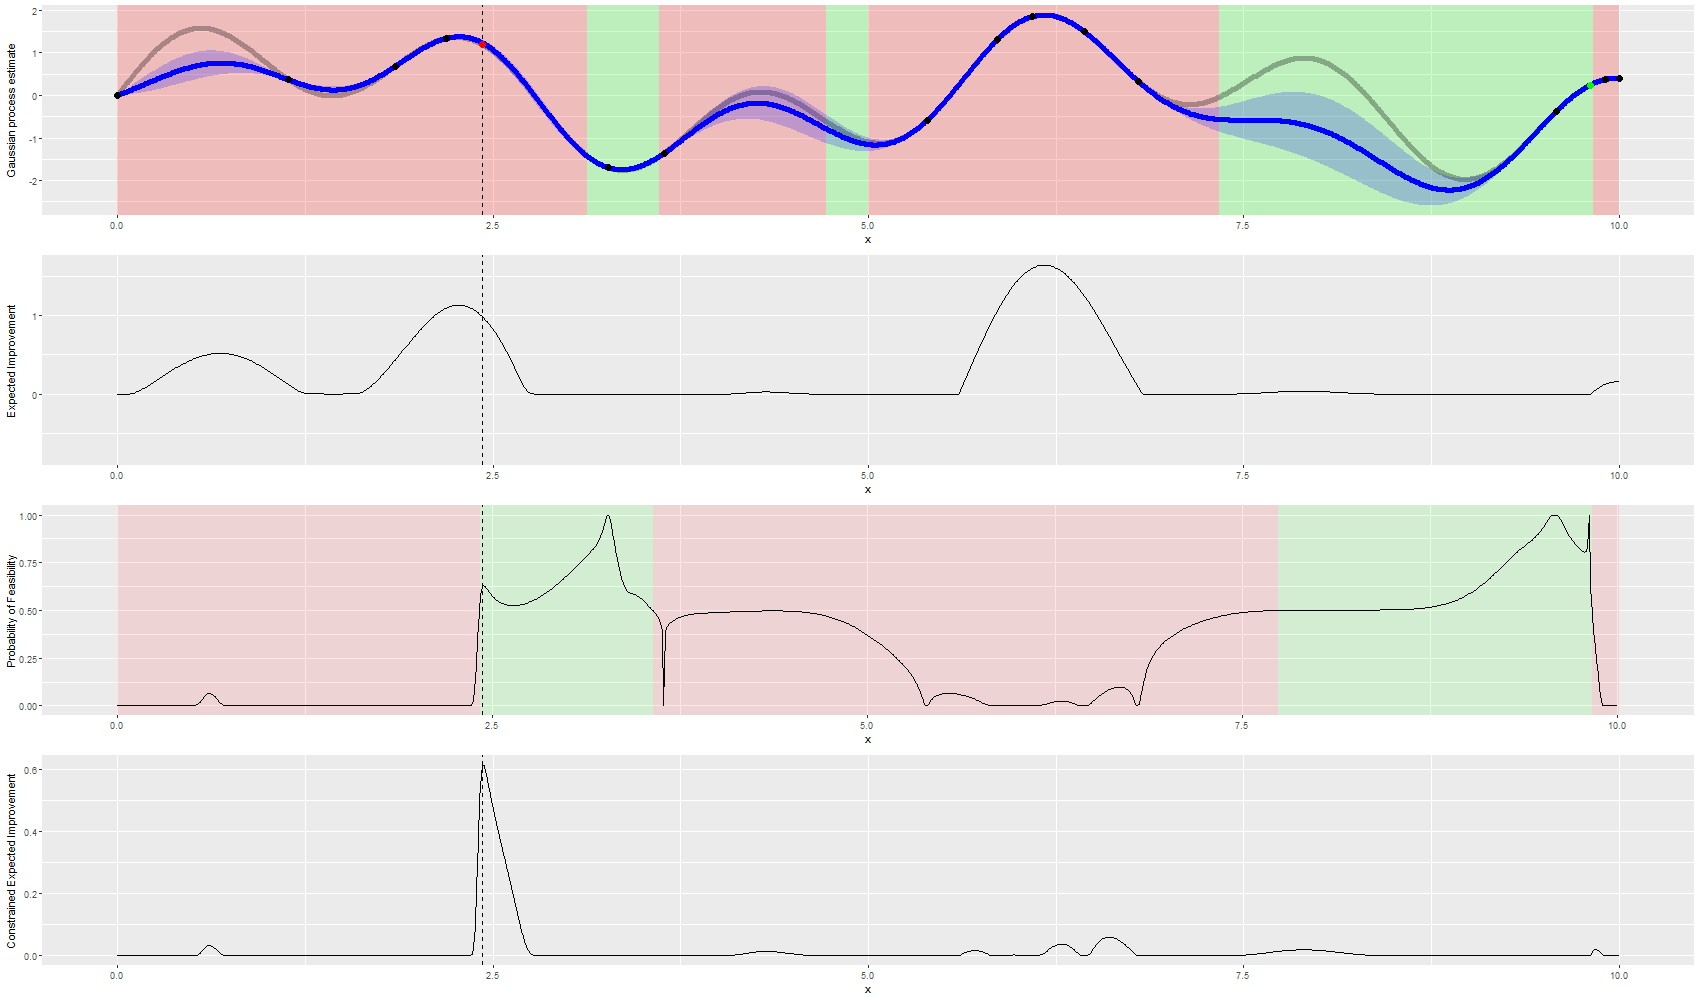 Gaussian process estimate
2
1
0
-1
-2
0.0 2.5 5.0 7.5 10.0
x
Expected Improvement
1
0
0.0 2.5 5.0 7.5 10.0
x
Probability of Feasibility
1.00
0.75
0.50
0.25
0.00
0.0 2.5 5.0 7.5 10.0
x
Constrained Expected Improvement
0.6
0.4
0.2
0.0
0.0 2.5 5.0 7.5 10.0
x